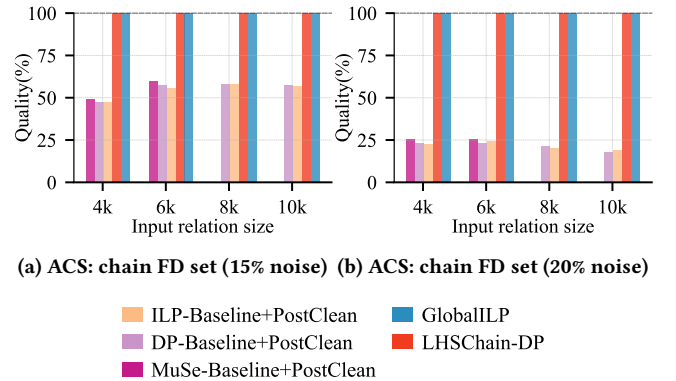 100
75
50
25
0
Quality(%)
4k 6k 8k 10k
Input relation size
(a) ACS: chain FD set (15% noise)
100
75
50
25
0
Quality(%)
4k 6k 8k 10k
Input relation size
(b) ACS: chain FD set (20% noise)
ILP-Baseline+PostClean
DP-Baseline+PostClean
MuSe-Baseline+PostClean
GlobalILP
LHSChain-DP